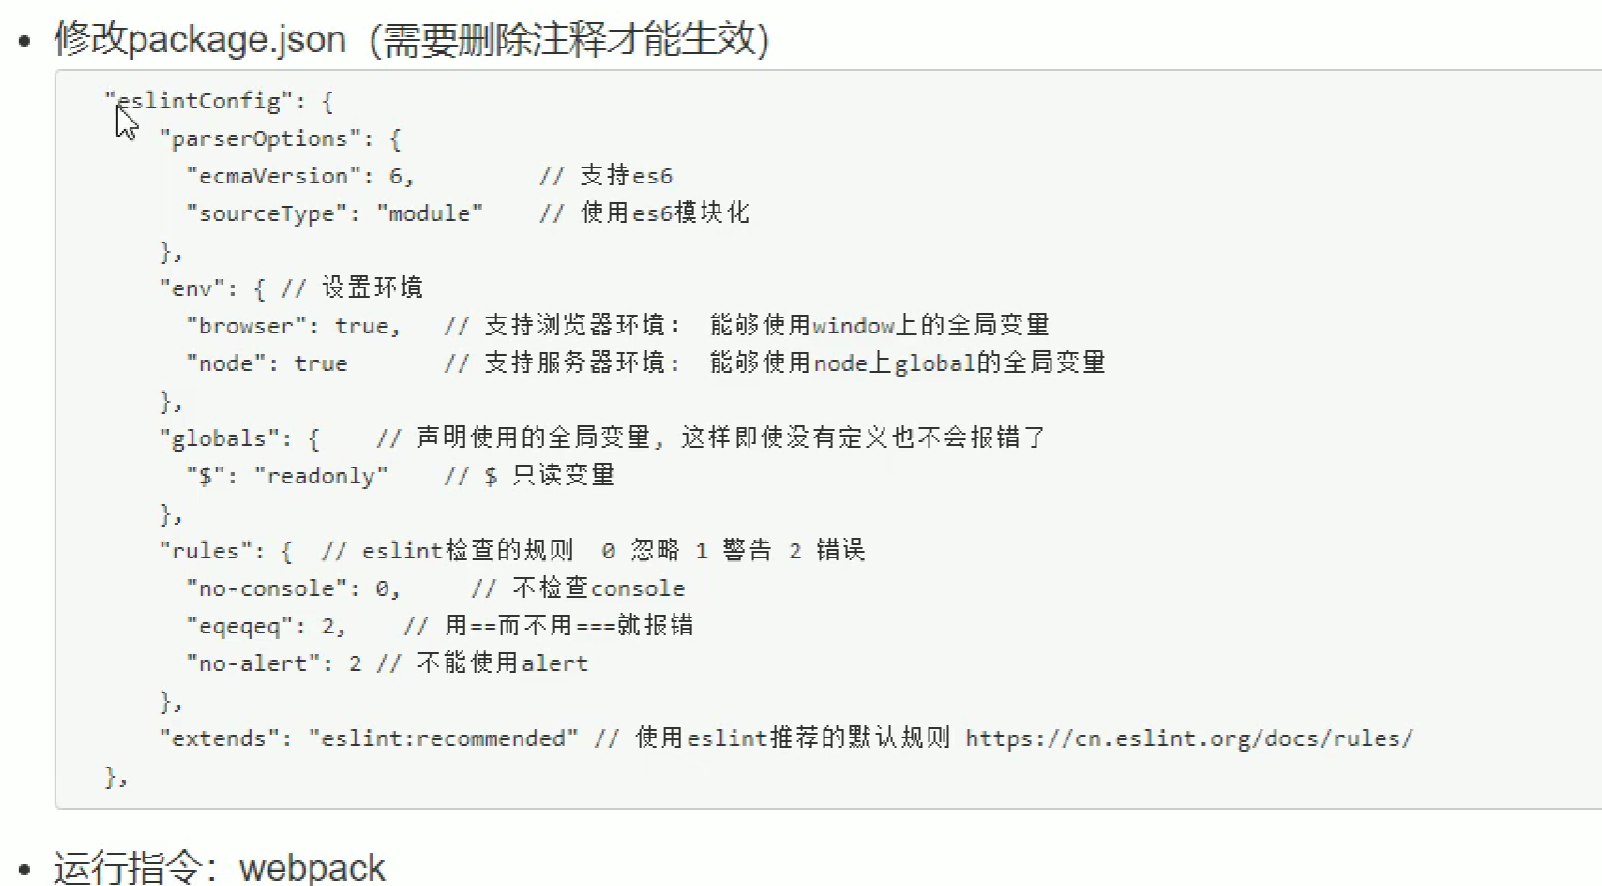 修改package.json（需要删除注释才能生效）
"eslintConfig": {
"parserOptions": {
"ecmaVersion": 6, // 支持es6
"sourceType": "module" // 使用es6模块化
},
"env": { // 设置环境
"browser": true, // 支持浏览器环境： 能够使用window上的全局变量
"node": true // 支持服务器环境： 能够使用node上global的全局变量
},
"globals": { // 声明使用的全局变量, 这样即使没有定义也不会报错了
"$": "readonly" // $ 只读变量
},
"rules": { // eslint检查的规则 0 忽略 1 警告 2 错误
"no-console": 0, // 不检查console
"eqeqeq": 2, // 用==而不用===就报错
"no-alert": 2 // 不能使用alert
},
"extends": "eslint:recommended" // 使用eslint推荐的默认规则 https://cn.eslint.org/docs/rules/
},
运行指令：webpack